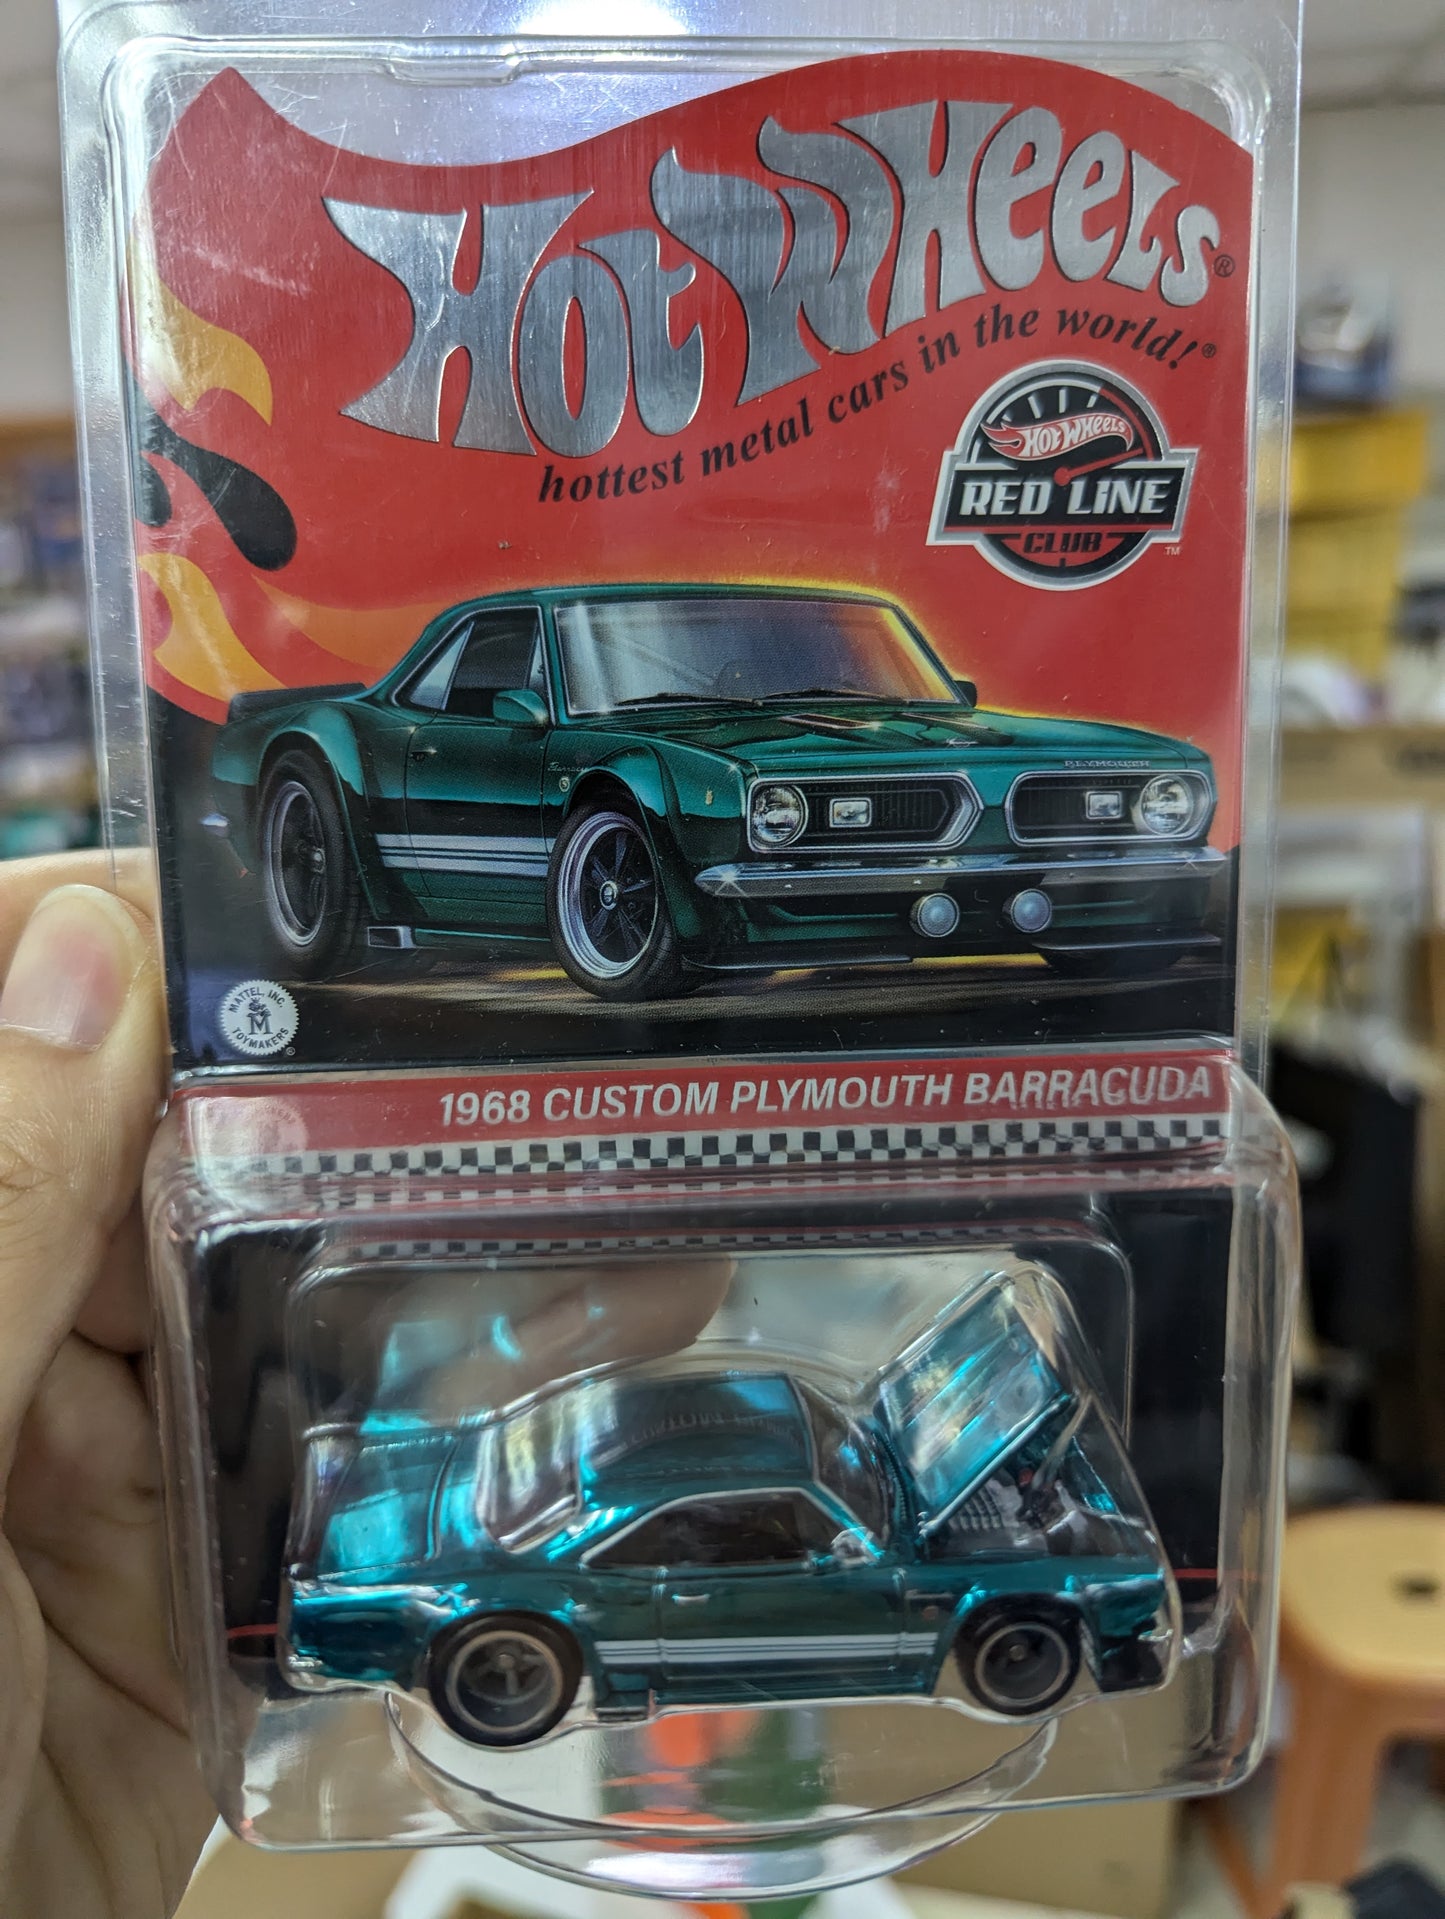 Hot Wheels®
hottest metal cars in the world!®
HOT WHEELS
RED LINE
CLUB
TM
PLYMOUTH
MATTEL, INC.
M
TOYMAKERS
®
1968 CUSTOM PLYMOUTH BARRACUDA